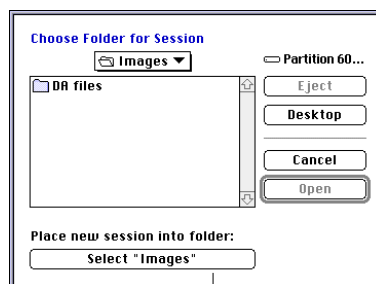 Choose Folder for Session
Images
Partition 60...
DA files
Eject
Desktop
Cancel
Open
Place new session into folder:
Select "Images"